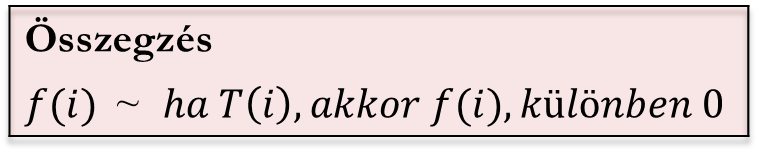 Összegzés
f(i) ~ ha T(i), akkor f(i), különben 0